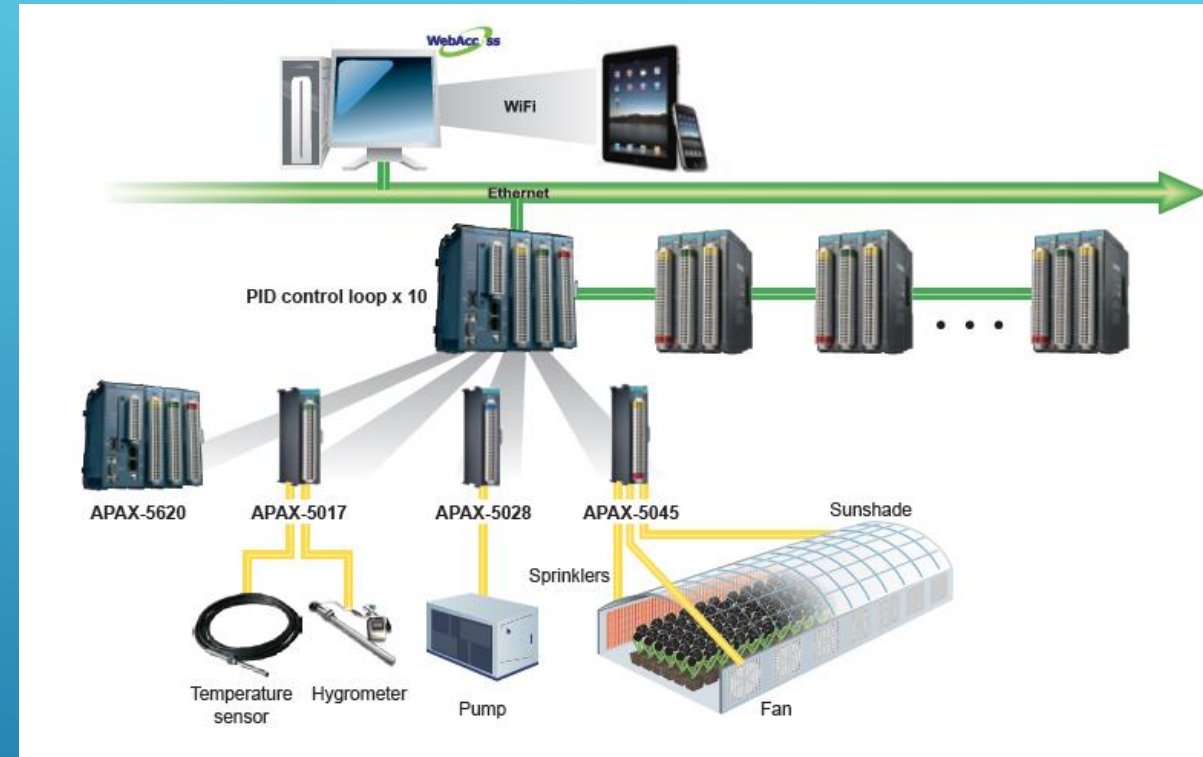 WebAccess
WiFi
Ethernet
PID control loop x 10
APAX-5620
APAX-5017
APAX-5028
APAX-5045
Sunshade
Sprinklers
Temperature
sensor
Hygrometer
Pump
Fan